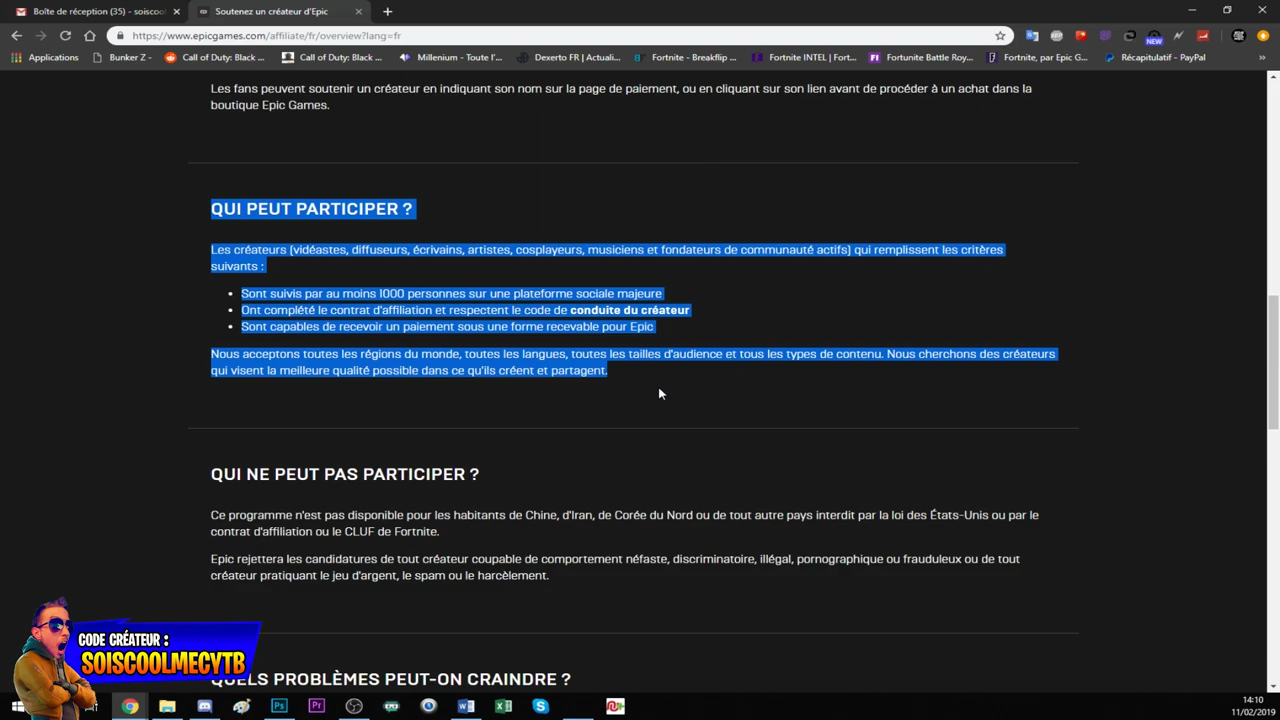 Boîte de réception (35) - soiscool
Soutenez un créateur d'Epic
https://www.epicgames.com/affiliate/fr/overview?lang=fr
Applications
Bunker Z -
Call of Duty: Black ...
Call of Duty: Black ...
Millenium - Toute l'...
Dexerto FR | Actuali...
Fortnite - Breakflip ...
Fortnite INTEL | Fort...
Fortunite Battle Roy...
Fortnite, par Epic G...
Récapitulatif - PayPal
»
NEW
Les fans peuvent soutenir un créateur en indiquant son nom sur la page de paiement, ou en cliquant sur son lien avant de procéder à un achat dans la
boutique Epic Games.
QUI PEUT PARTICIPER ?
Les créateurs (vidéastes, diffuseurs, écrivains, artistes, cosplayeurs, musiciens et fondateurs de communauté actifs) qui remplissent les critères
suivants :
• Sont suivis par au moins 1000 personnes sur une plateforme sociale majeure
• Ont complété le contrat d'affiliation et respectent le code de conduite du créateur
• Sont capables de recevoir un paiement sous une forme recevable pour Epic
Nous acceptons toutes les régions du monde, toutes les langues, toutes les tailles d'audience et tous les types de contenu. Nous cherchons des créateurs
qui visent la meilleure qualité possible dans ce qu'ils créent et partagent.
QUI NE PEUT PAS PARTICIPER ?
Ce programme n'est pas disponible pour les habitants de Chine, d'Iran, de Corée du Nord ou de tout autre pays interdit par la loi des États-Unis ou par le
contrat d'affiliation ou le CLUF de Fortnite.
Epic rejettera les candidatures de tout créateur coupable de comportement néfaste, discriminatoire, illégal, pornographique ou frauduleux ou de tout
créateur pratiquant le jeu d'argent, le spam ou le harcèlement.
CODE CRÉATEUR :
SOISCOOLMECYTB
QUELS PROBLÈMES PEUT-ON CRAINDRE ?
Ps
Pr
14:10
11/02/2019